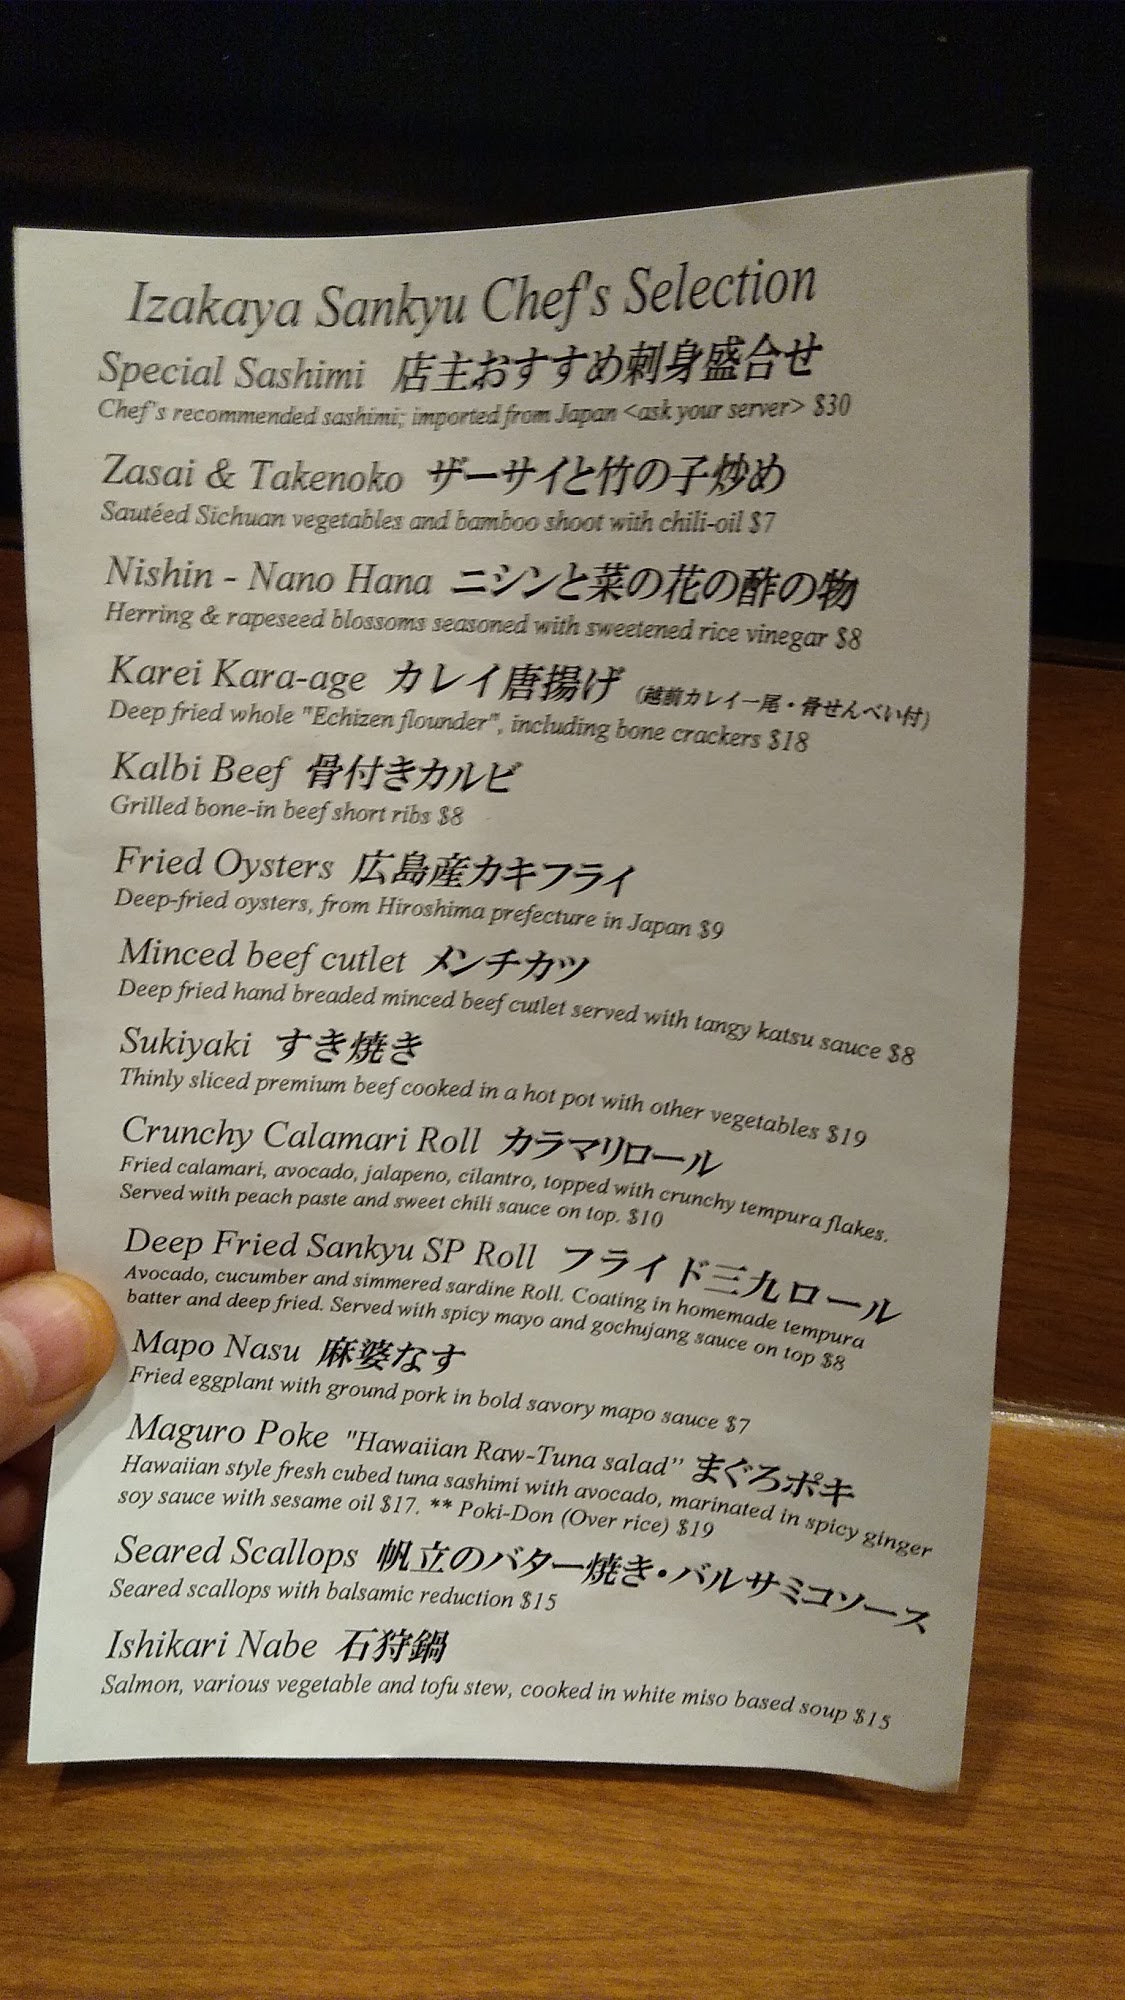 Izakaya Sankyu Chef's Selection
Special Sashimi 店主おすすめ刺身盛合せ
Chef's recommended sashimi; imported from Japan <ask your server> $30
Zasai & Takenoko ザーサイと竹の子炒め
Sautéed Sichuan vegetables and bamboo shoot with chili-oil $7
Nishin - Nano Hana ニシンと菜の花の酢の物
Herring & rapeseed blossoms seasoned with sweetened rice vinegar $8
Karei Kara-age カレイ唐揚げ (越前カレイ一尾・骨せんべい付)
Deep fried whole "Echizen flounder", including bone crackers $18
Kalbi Beef 骨付きカルビ
Grilled bone-in beef short ribs $8
Fried Oysters 広島産カキフライ
Deep-fried oysters, from Hiroshima prefecture in Japan $9
Minced beef cutlet メンチカツ
Deep fried hand breaded minced beef cutlet served with tangy katsu sauce $8
Sukiyaki すき焼き
Thinly sliced premium beef cooked in a hot pot with other vegetables $19
Crunchy Calamari Roll カラマリロール
Fried calamari, avocado, jalapeno, cilantro, topped with crunchy tempura flakes.
Served with peach paste and sweet chili sauce on top. $10
Deep Fried Sankyu SP Roll フライド三九ロール
Avocado, cucumber and simmered sardine Roll. Coating in homemade tempura
batter and deep fried. Served with spicy mayo and gochujang sauce on top $8
Mapo Nasu 麻婆なす
Fried eggplant with ground pork in bold savory mapo sauce $7
Maguro Poke "Hawaiian Raw-Tuna salad" まぐろポキ
Hawaiian style fresh cubed tuna sashimi with avocado, marinated in spicy ginger
soy sauce with sesame oil $17. ** Poki-Don (Over rice) $19
Seared Scallops 帆立のバター焼き・バルサミコソース
Seared scallops with balsamic reduction $15
Ishikari Nabe 石狩鍋
Salmon, various vegetable and tofu stew, cooked in white miso based soup $15